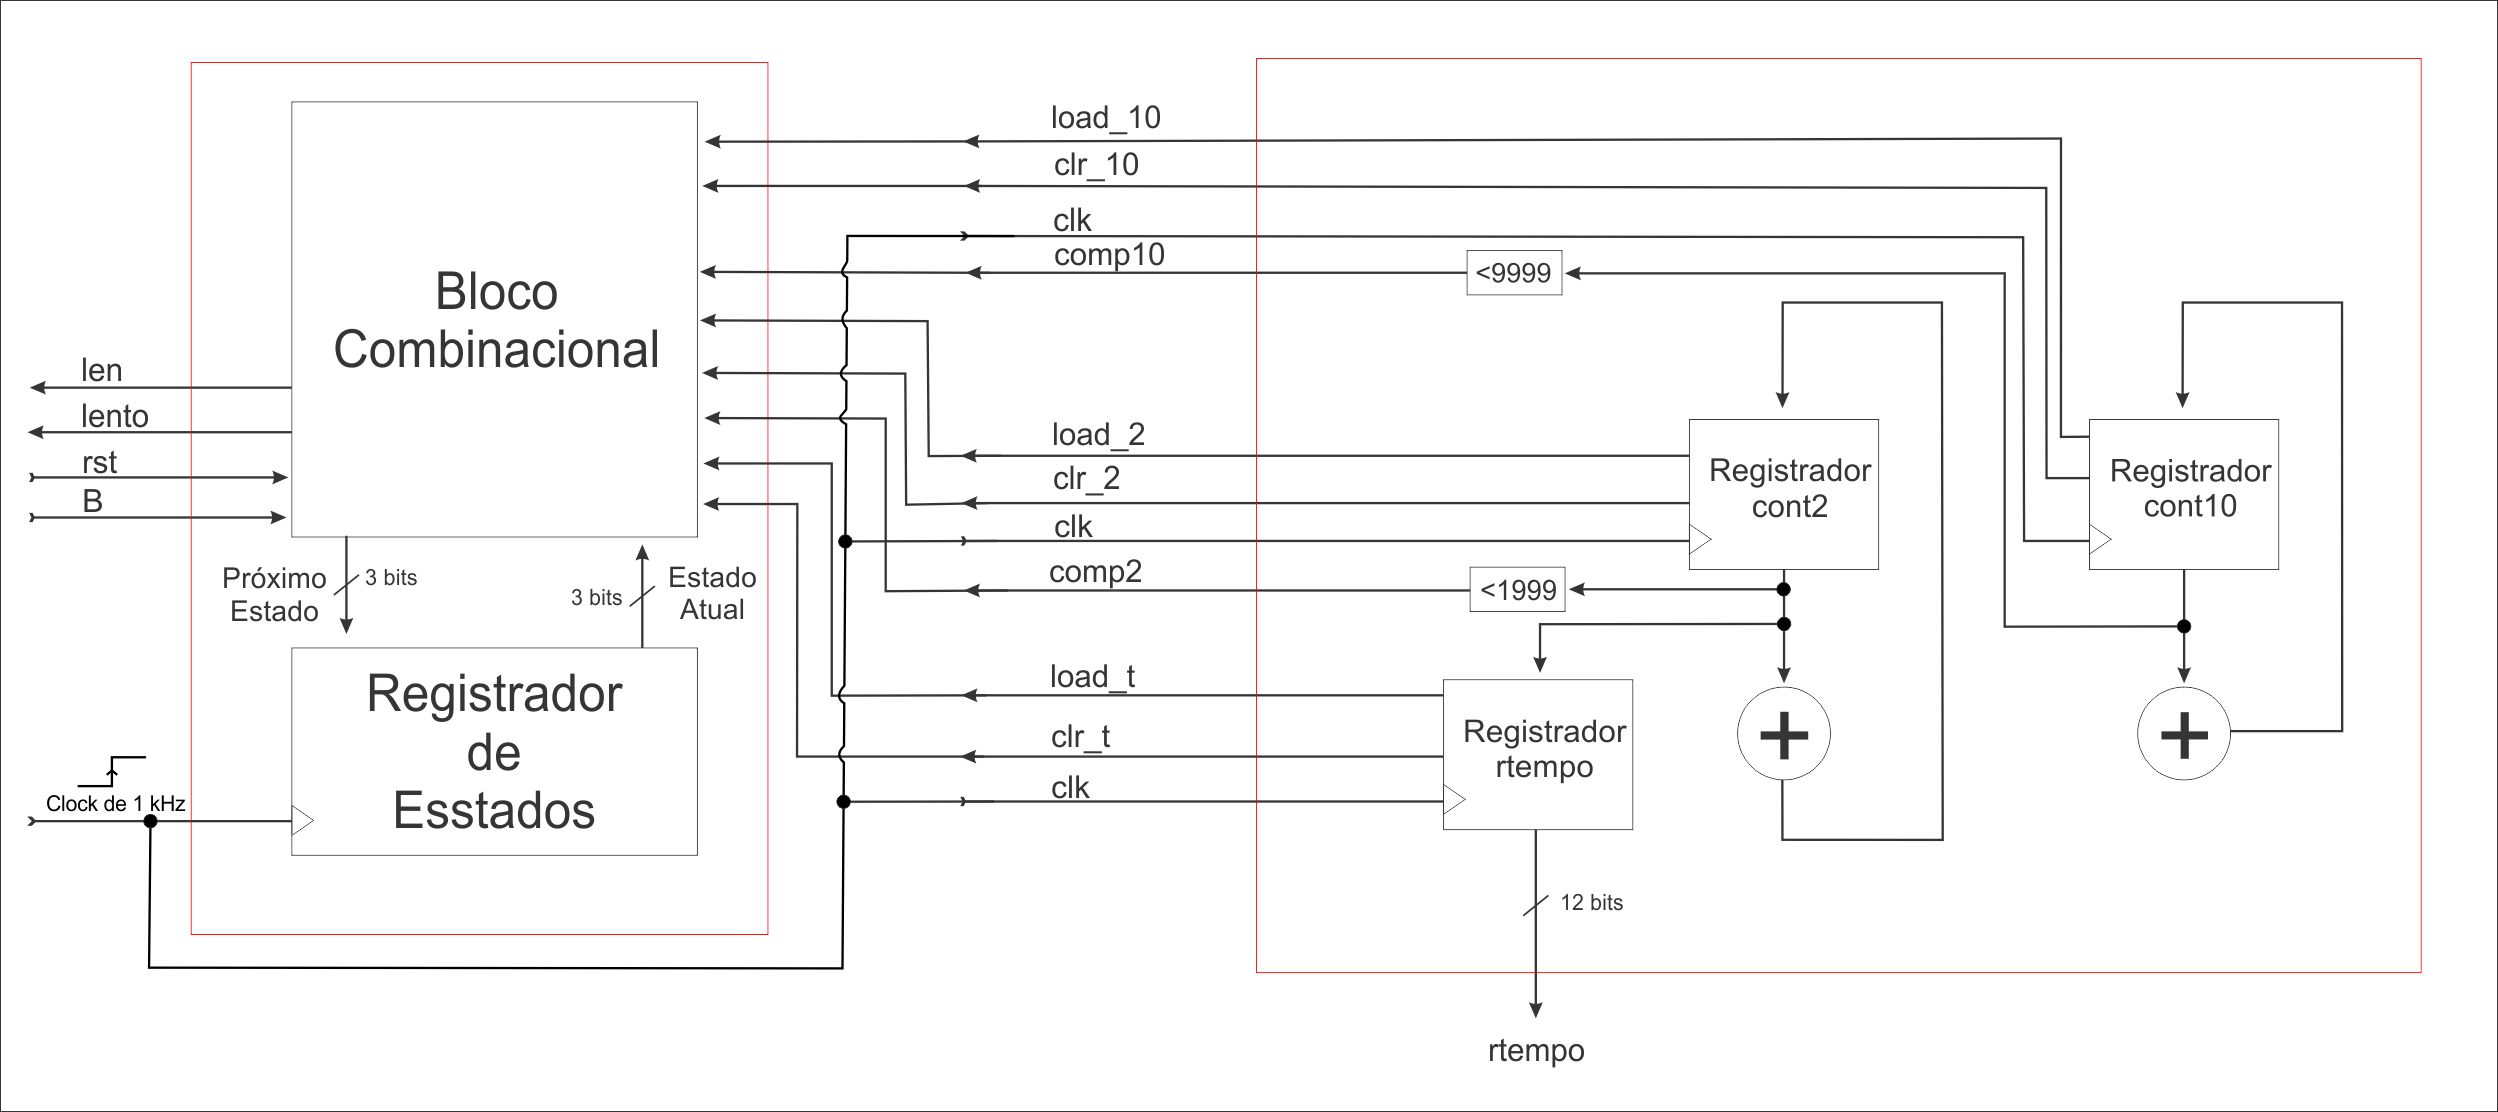 load_10
clr_10
clk
comp10
<9999
Bloco
Combinacional
len
lento
rst
B
load_2
clr_2
clk
comp2
<1999
Registrador
cont2
Registrador
cont10
Próximo
Estado
3 bits
3 bits
Estado
Atual
Registrador
de
Esstados
Clock de 1 kHz
load_t
clr_t
clk
Registrador
rtempo
+
+
12 bits
rtempo